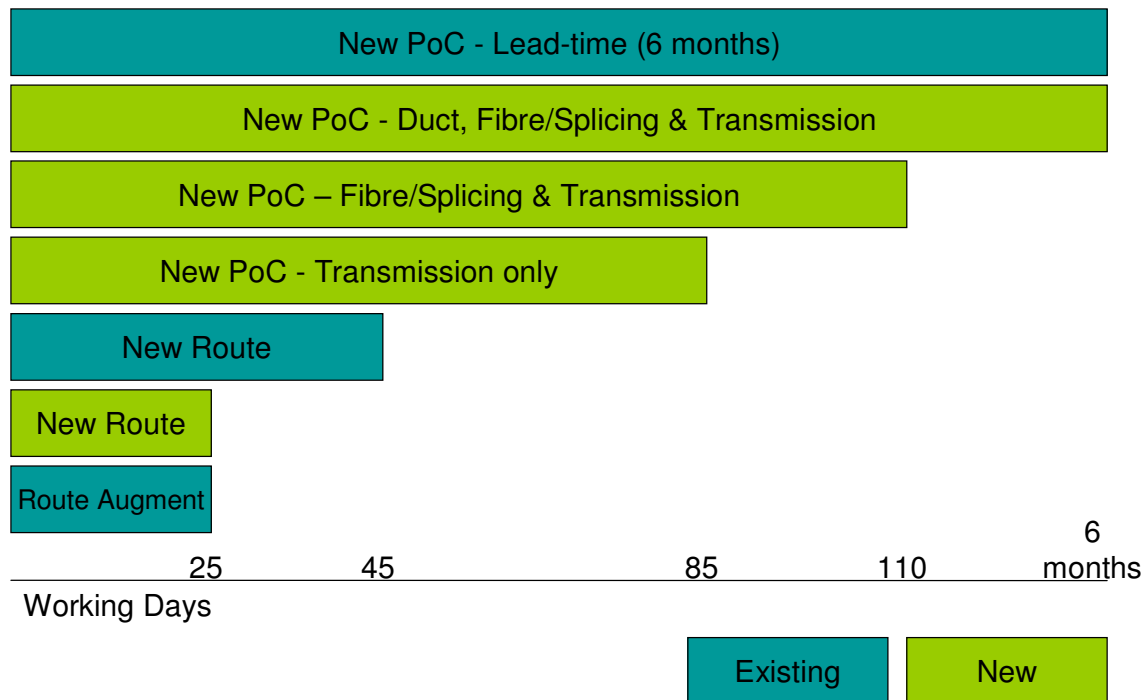 New PoC - Lead-time (6 months)
New PoC - Duct, Fibre/Splicing & Transmission
New PoC – Fibre/Splicing & Transmission
New PoC - Transmission only
New Route
New Route
Route Augment
25 45 85 110 6 months
Working Days
Existing New